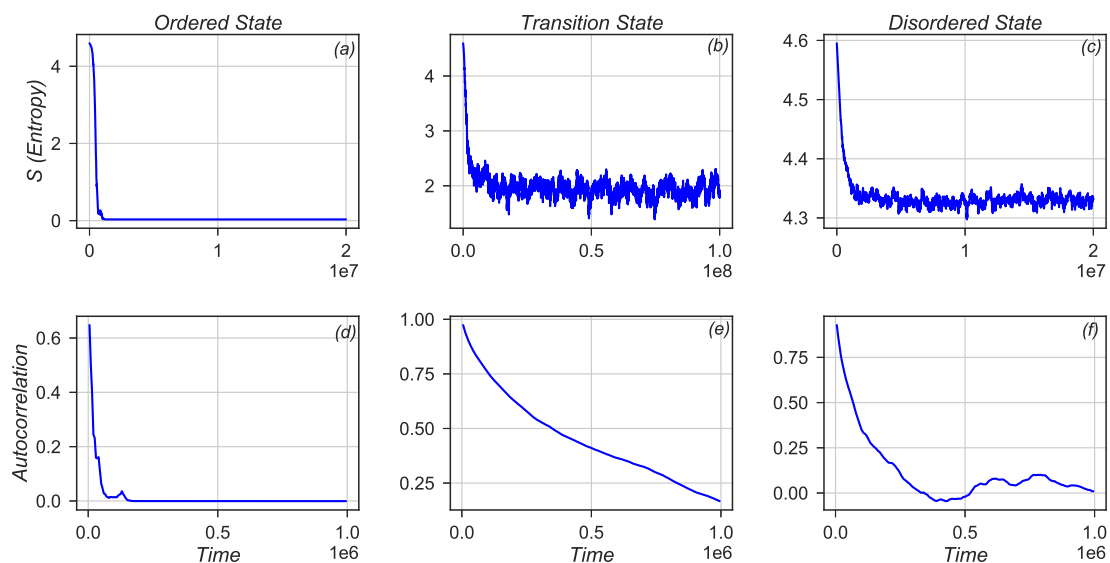 Ordered State
Transition State
Disordered State
(a)
(b)
(c)
S (Entropy)
4
2
0
0
1
2
1e7
4
3
2
0.0
0.5
1.0
1e8
4.6
4.5
4.4
4.3
0
1
2
1e7
(d)
(e)
(f)
Autocorrelation
0.6
0.4
0.2
0.0
0.0
0.5
1.0
1e6
Time
1.00
0.75
0.50
0.25
0.0
0.5
1.0
1e6
Time
0.75
0.50
0.25
0.00
0.0
0.5
1.0
1e6
Time